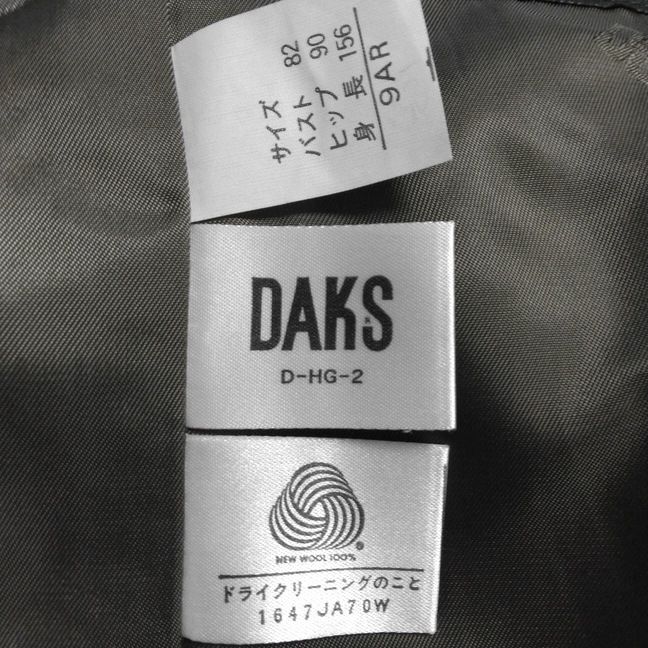 サイズ
バスト 82
ヒップ 90
身長 156
9AR
DAKS
D-HG-2
NEW WOOL 100%
ドライクリーニングのこと
1647JA70W